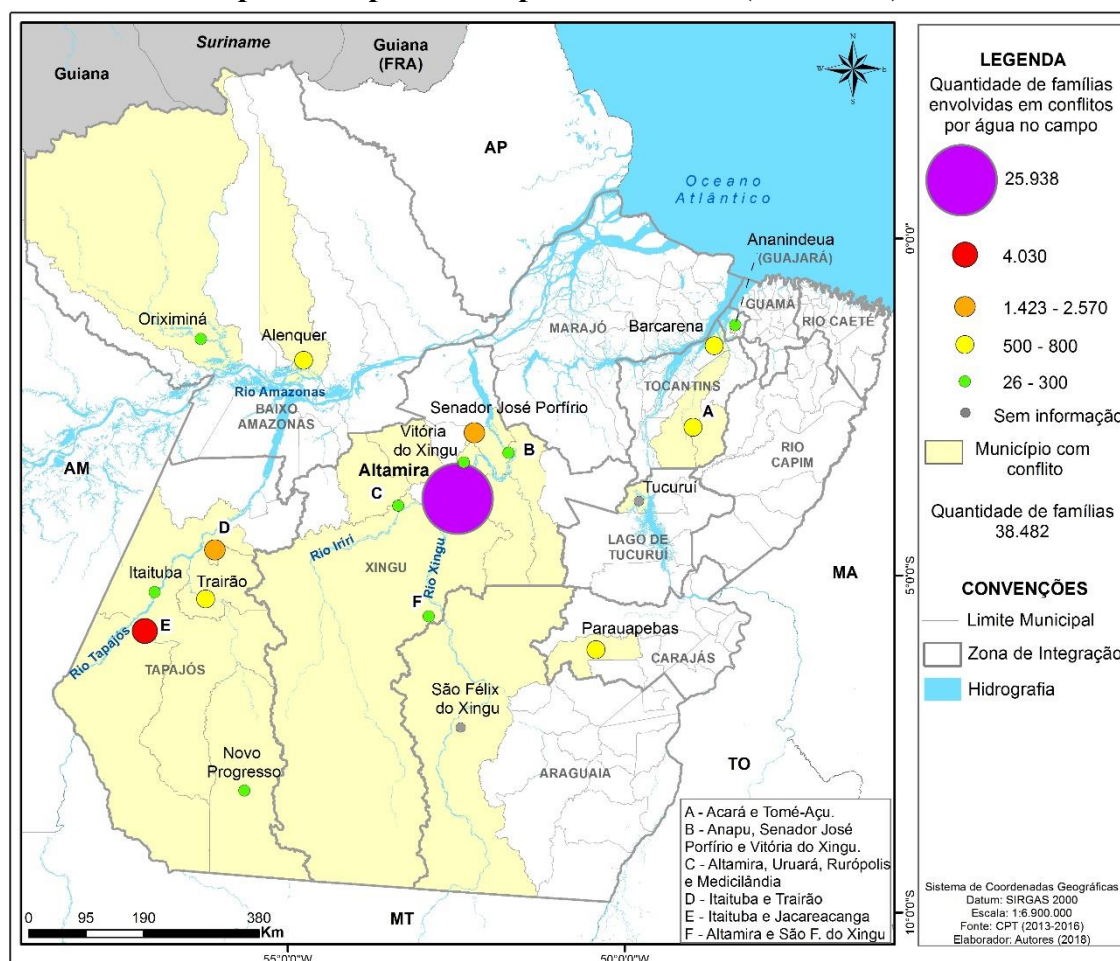 Suriname
Guiana
Guiana
(FRA)
AP
Oceano
Atlântico
Ananindeua
(GUAJARÁ)
GUAMÁ
RIO CAETÉ
MARAJÓ
Barcarena
Oriximiná
Alenquer
Rio Amazonas
BAIXO
AMAZONAS
TOCANTINS
A
Senador José Porfírio
Vitória
do Xingu
B
RIO
CAPIM
AM
Altamira
C
Tucuruí
D
Rio Iriri
LAGO DE
TUCURUÍ
XINGU
Rio Xingu
MA
Itaituba
Trairão
F
E
Rio Tapajós
TAPAJÓS
Parauapebas
CARAJÁS
São Félix
do Xingu
Novo
Progresso
ARAGUAIA
TO
MT
N
E
S
W
0°0'0"
5°0'0"S
10°0'0"S
55°0'0"W
50°0'0"W
0 95 190 380
Km
A - Acará e Tomé-Açu.
B - Anapu, Senador José
Porfírio e Vitória do Xingu.
C - Altamira, Uruará, Rurópolis
e Medicilândia
D - Itaituba e Trairão
E - Itaituba e Jacareacanga
F - Altamira e São F. do Xingu
LEGENDA
Quantidade de famílias
envolvidas em conflitos
por água no campo
25.938
4.030
1.423 - 2.570
500 - 800
26 - 300
Sem informação
Município com
conflito
Quantidade de famílias
38.482
CONVENÇÕES
Limite Municipal
Zona de Integração
Hidrografia
Sistema de Coordenadas Geográficas
Datum: SIRGAS 2000
Escala: 1:6.900.000
Fonte: CPT (2013-2016)
Elaborador: Autores (2018)